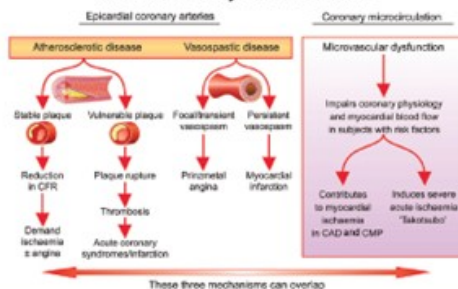 Epicardial coronary arteries
Coronary microcirculation
Atherosclerotic disease
Vasospastic disease
Microvascular dysfunction
Stable plaque
Vulnerable plaque
Focal/transient
vasospasm
Persistent
vasospasm
Impairs coronary physiology
and myocardial blood flow
in subjects with risk factors
Reduction
in CFR
Plaque rupture
Prinzmetal
angina
Myocardial
infarction
Thrombosis
Contributes
to myocardial
ischaemia
in CAD and CMP
Induces severe
acute ischaemia
'Takotsubo'
Demand
ischaemia
± angina
Acute coronary
syndromes/infarction
These three mechanisms can overlap